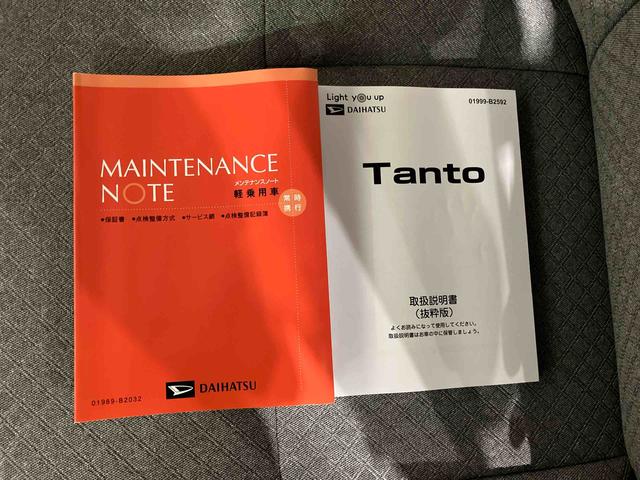 MAINTENANCE
NOTE
メンテナンスノート
軽乗用車
常時
携行
●保証書 ●点検整備方式 ●サービス網 ●点検整備記録簿
DAIHATSU
01989-B2032
Light you up
DAIHATSU
01999-B2592
Tanto
取扱説明書
(抜粋版)
よくお読みになって使用してください。
取扱説明書はお車の中に保管しましょう。